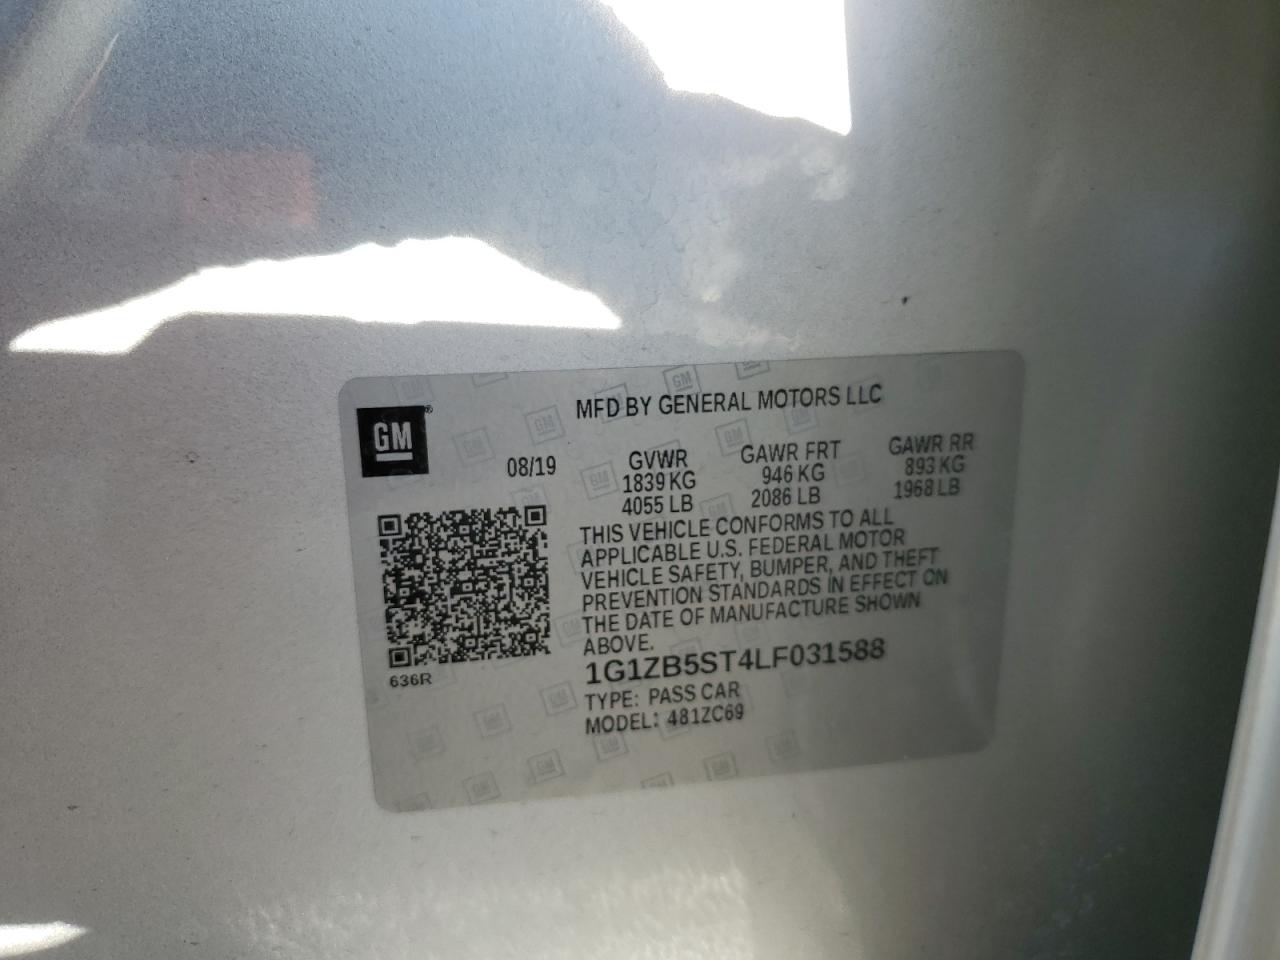 MFD BY GENERAL MOTORS LLC
GM ®
08/19
GVWR GAWR FRT GAWR RR
1839 KG 946 KG 893 KG
4055 LB 2086 LB 1968 LB
THIS VEHICLE CONFORMS TO ALL
APPLICABLE U.S. FEDERAL MOTOR
VEHICLE SAFETY, BUMPER, AND THEFT
PREVENTION STANDARDS IN EFFECT ON
THE DATE OF MANUFACTURE SHOWN
ABOVE.
1G1ZB5ST4LF031588
636R
TYPE: PASS CAR
MODEL: 481ZC69